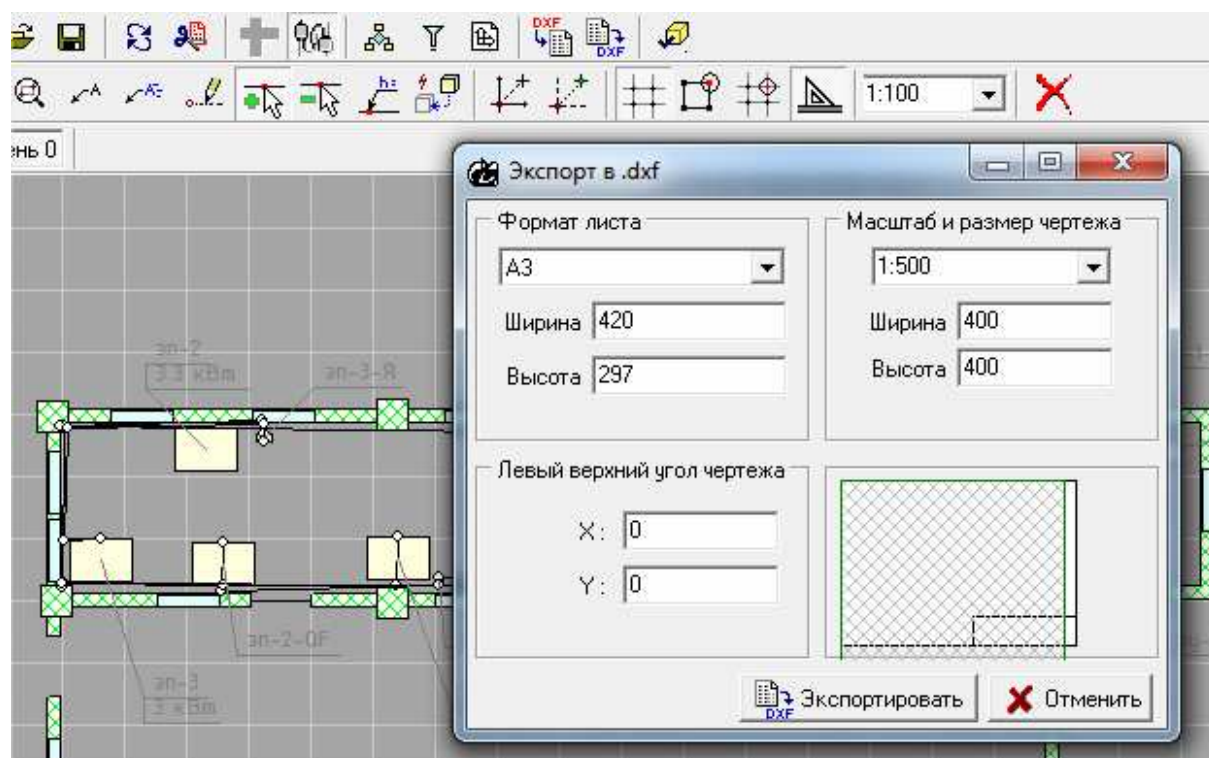 DXF
DXF
h:
1:100
ень 0
Экспорт в .dxf
Формат листа
A3
Ширина 420
Высота 297
Масштаб и размер чертежа
1:500
Ширина 400
Высота 400
Левый верхний угол чертежа
X: 0
Y: 0
DXF Экспортировать
Отменить
эп-2
3.3 кВт
эп-3-Я
эп-2-QF
эп-3
3 кВт